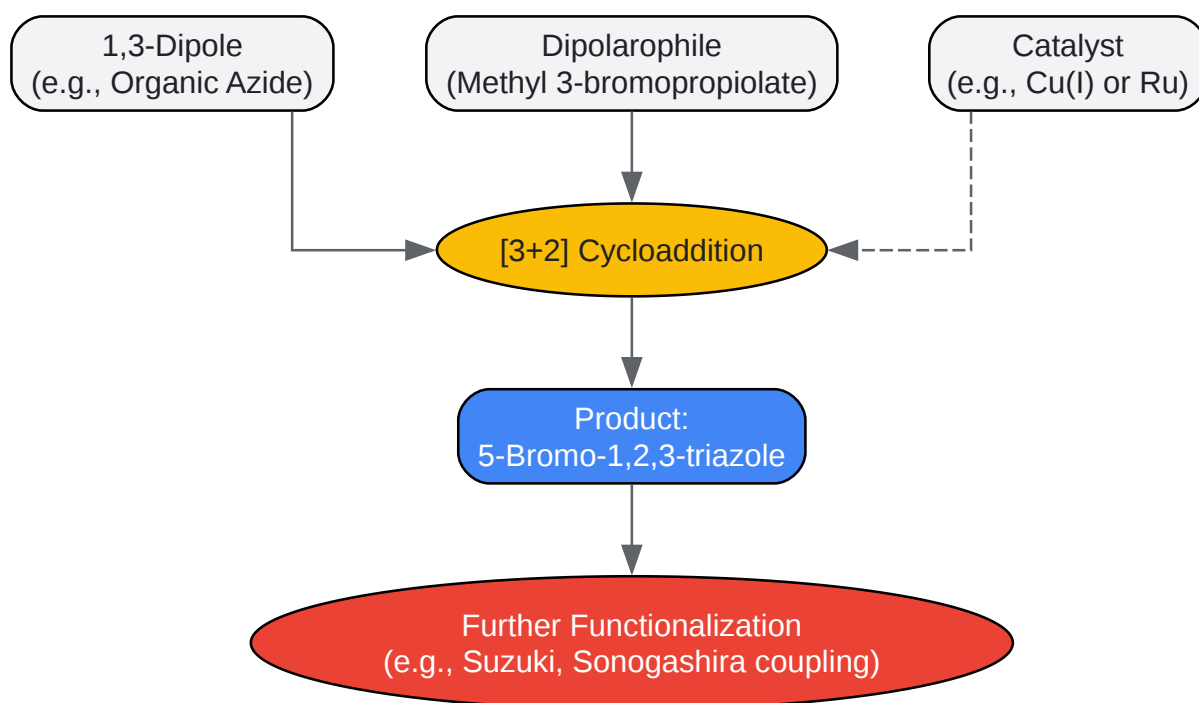 1,3-Dipole
(e.g., Organic Azide)
Dipolarophile
(Methyl 3-bromopropiolate)
Catalyst
(e.g., Cu(I) or Ru)
[3+2] Cycloaddition
Product:
5-Bromo-1,2,3-triazole
Further Functionalization
(e.g., Suzuki, Sonogashira coupling)